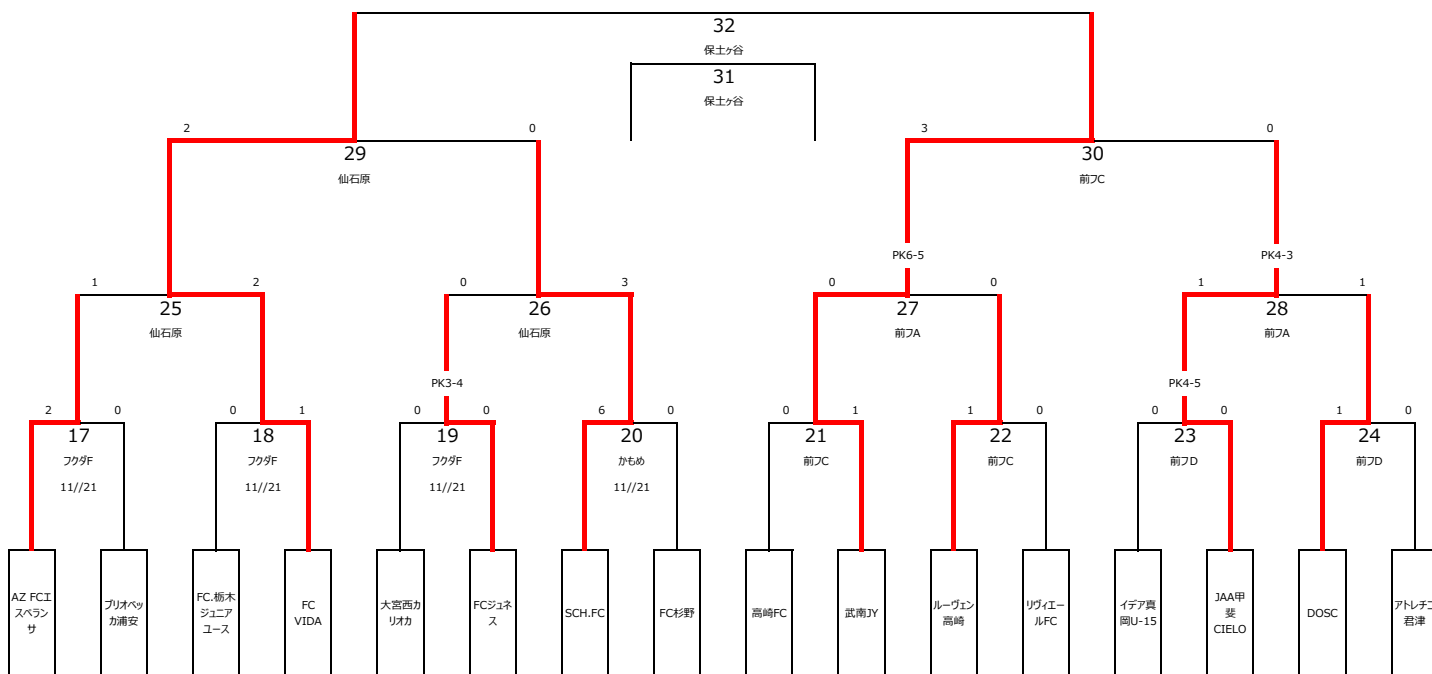 32
保土ヶ谷
31
保土ヶ谷
2
0
3
0
29
30
仙石原
前フC
PK6-5
PK4-3
1
2
0
3
0
0
1
1
25
26
27
28
仙石原
仙石原
前フA
前フA
PK3-4
PK4-5
2
0
0
1
0
0
6
0
0
1
1
0
0
0
1
0
17
18
19
20
21
22
23
24
フクダF
フクダF
フクダF
かもめ
前フC
前フC
前フD
前フD
11//21
11//21
11//21
11//21
AZ FCエ
スペラン
サ
ブリオベッ
カ浦安
FC.栃木
ジュニア
ユース
FC
VIDA
大宮西カ
リオカ
FCジュネ
ス
SCH.FC
FC杉野
高崎FC
武南JY
ルーヴェン
高崎
リヴィエー
ルFC
イデア真
岡U-15
JAA甲
斐
CIELO
DOSC
アトレチコ
君津